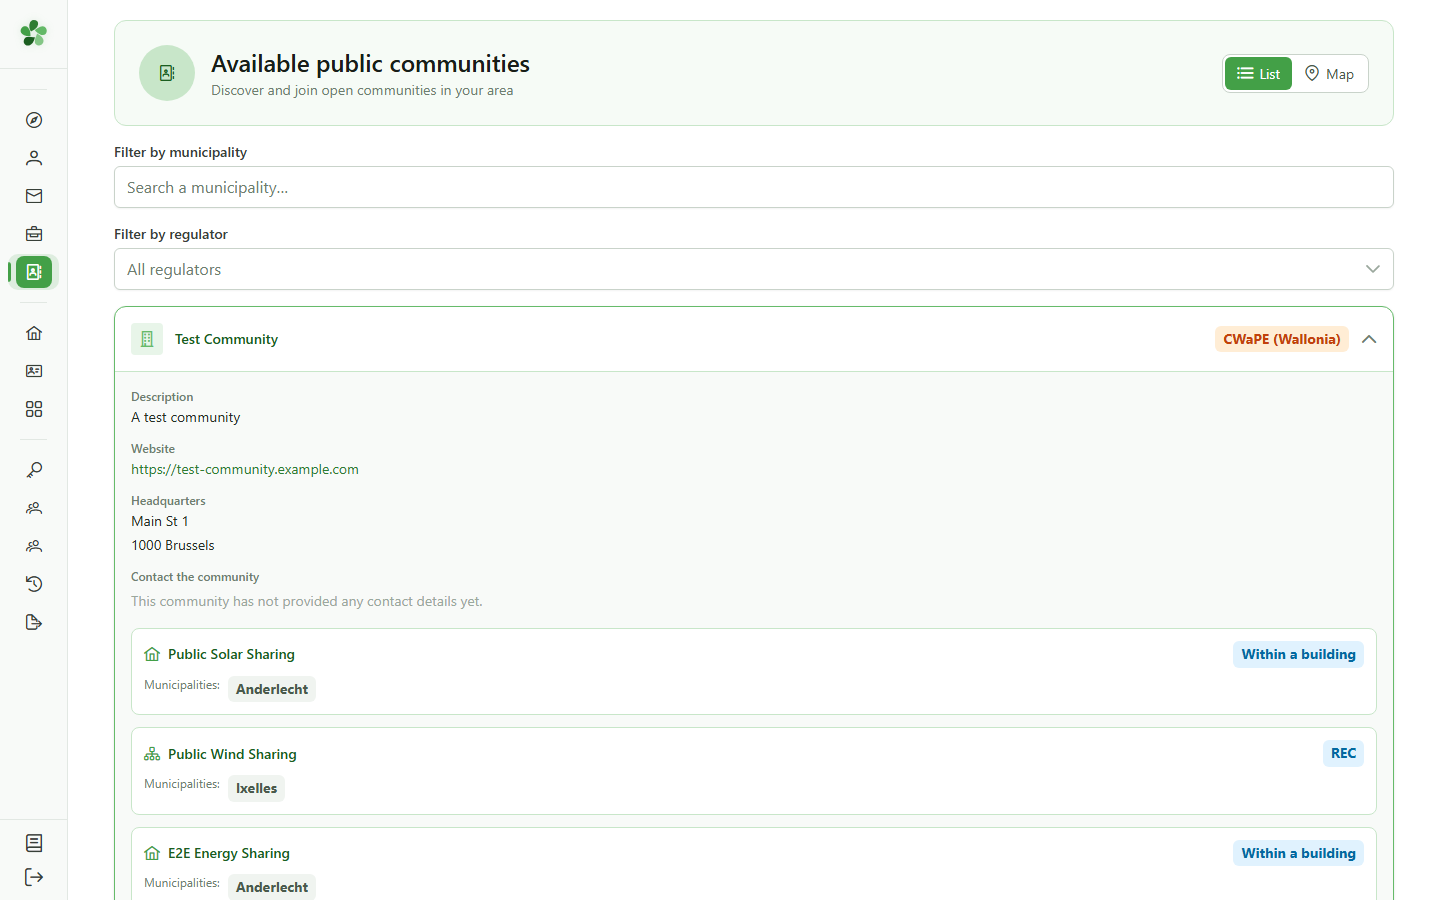 Available public communities
Discover and join open communities in your area
List
Map
Filter by municipality
Search a municipality...
Filter by regulator
All regulators
Test Community
CWaPE (Wallonia)
Description
A test community
Website
https://test-community.example.com
Headquarters
Main St 1
1000 Brussels
Contact the community
This community has not provided any contact details yet.
Public Solar Sharing
Within a building
Municipalities:
Anderlecht
Public Wind Sharing
REC
Municipalities:
Ixelles
E2E Energy Sharing
Within a building
Municipalities:
Anderlecht